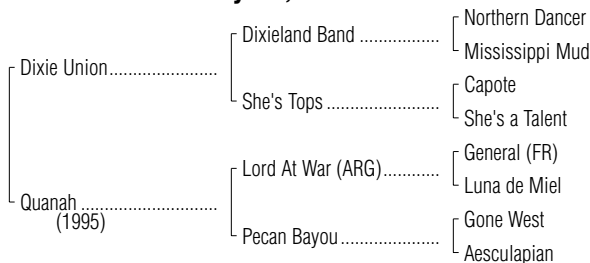 Northern Dancer
Dixieland Band ..................
Mississippi Mud
Dixie Union........................
Capote
She's Tops .........................
She's a Talent
General (FR)
Lord At War (ARG)............
Luna de Miel
Quanah ..............................
(1995)
Gone West
Pecan Bayou ......................
Aesculapian